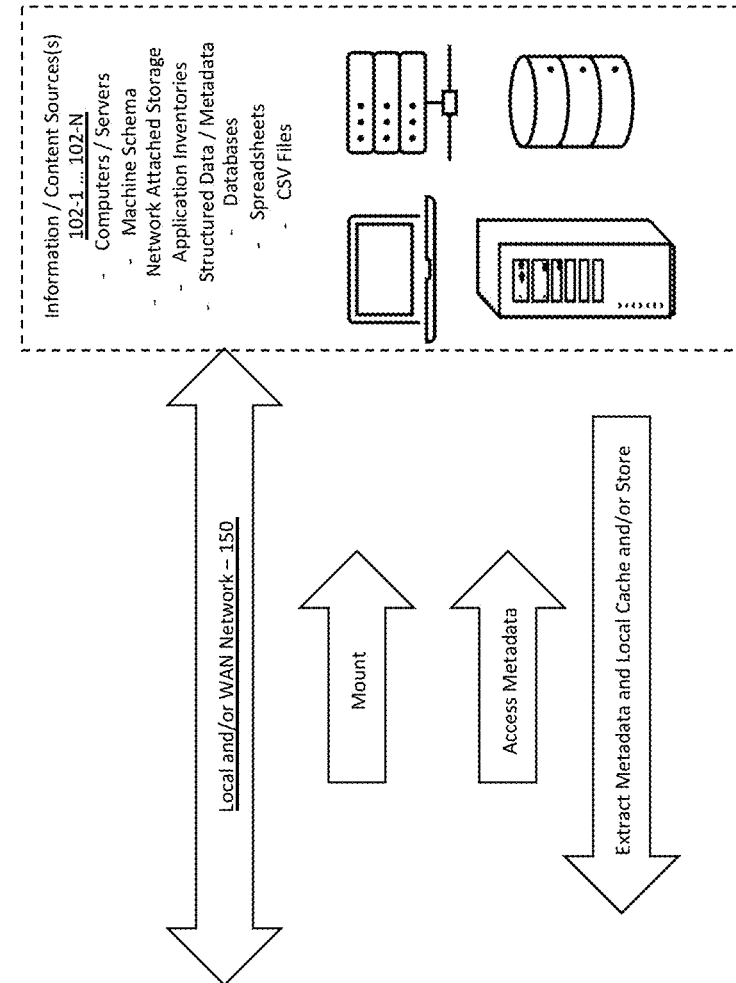 Information / Content Sources(s)
102-1 ... 102-N
- Computers / Servers
- Machine Schema
- Network Attached Storage
- Application Inventories
- Structured Data / Metadata
- Databases
- Spreadsheets
- CSV Files
Local and/or WAN Network – 150
Mount
Access Metadata
Extract Metadata and Local Cache and/or Store